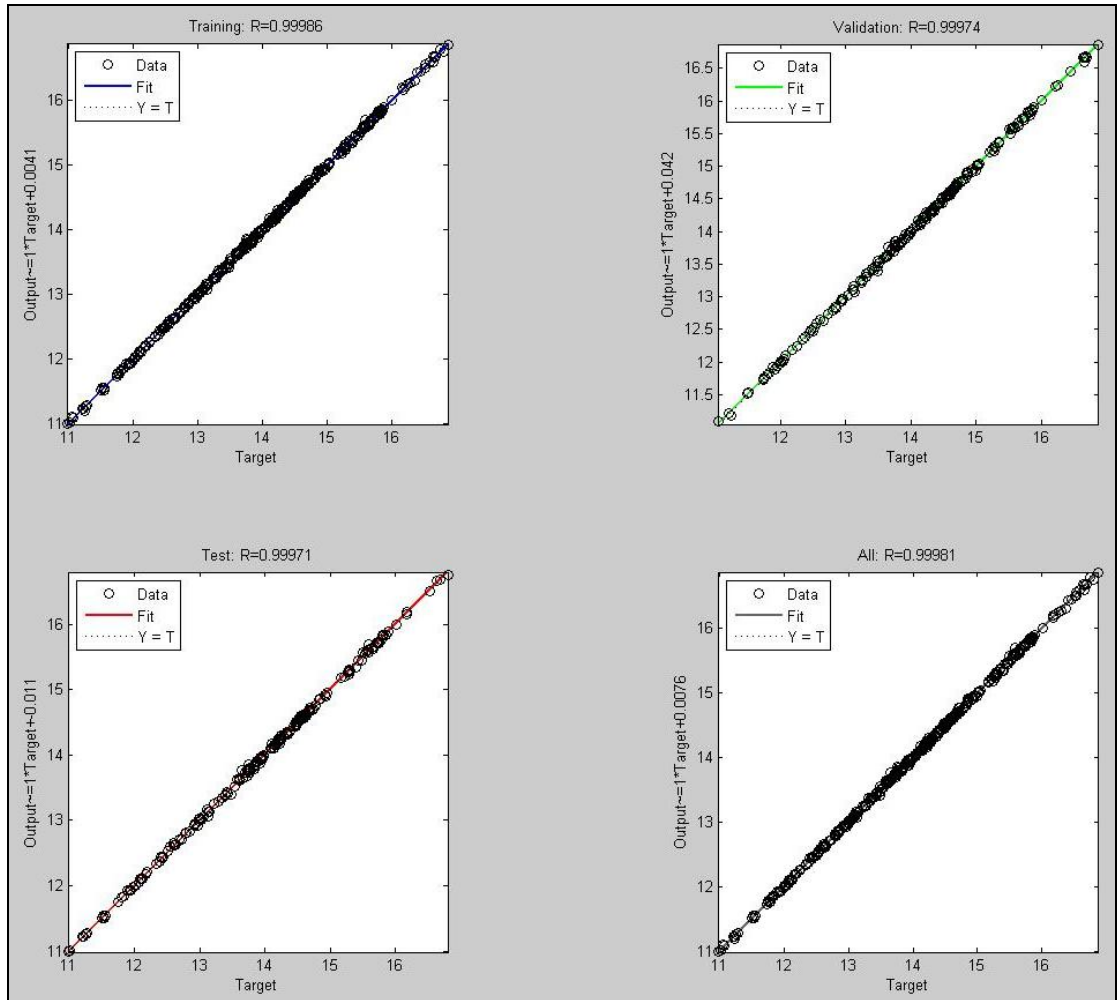 Training: R=0.99986
Data
Fit
Y = T
Output~=1*Target+0.0041
16
15
14
13
12
11
11 12 13 14 15 16
Target
Validation: R=0.99974
Data
Fit
Y = T
Output~=1*Target+0.042
16.5
16
15.5
15
14.5
14
13.5
13
12.5
12
11.5
12 13 14 15 16
Target
Test: R=0.99971
Data
Fit
Y = T
Output~=1*Target+-0.011
16
15
14
13
12
11
11 12 13 14 15 16
Target
All: R=0.99981
Data
Fit
Y = T
Output~=1*Target+0.0076
16
15
14
13
12
11
11 12 13 14 15 16
Target